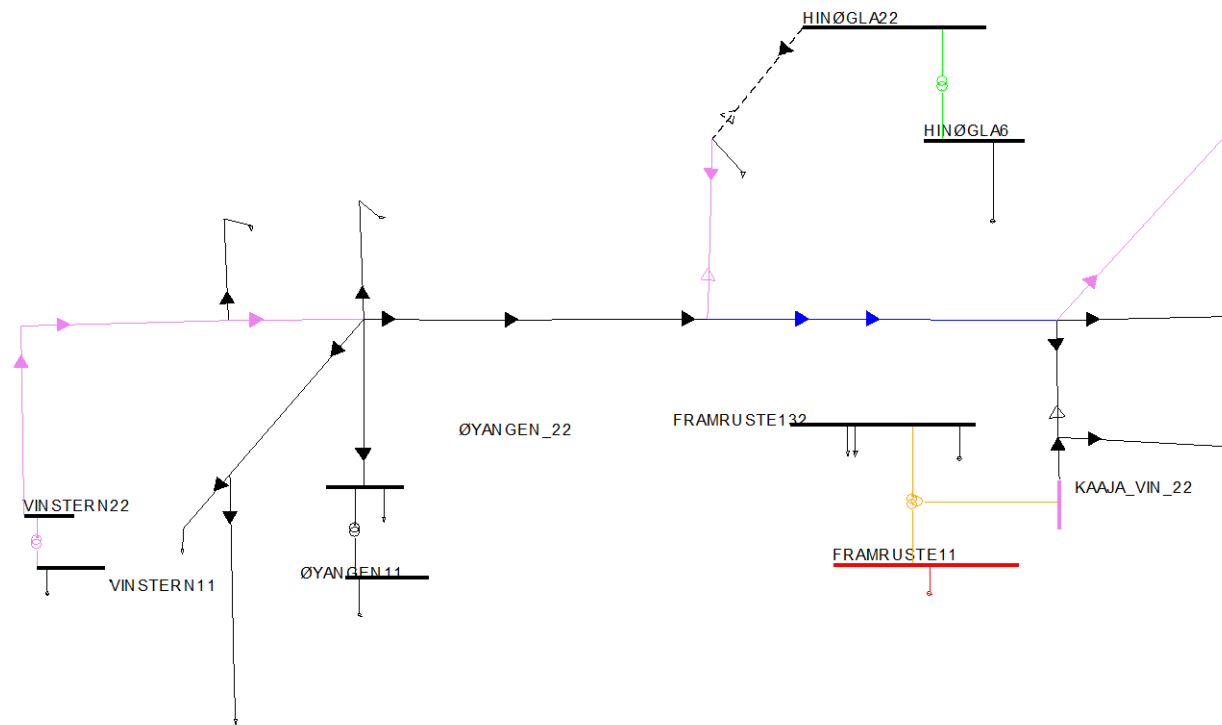 HINØGLA22
HINØGLA6
FRAMRUSTE132
ØYANGEN_22
KAAJA_VIN_22
VINSTERN22
FRAMRUSTE11
ØYANGEN11
VINSTERN11